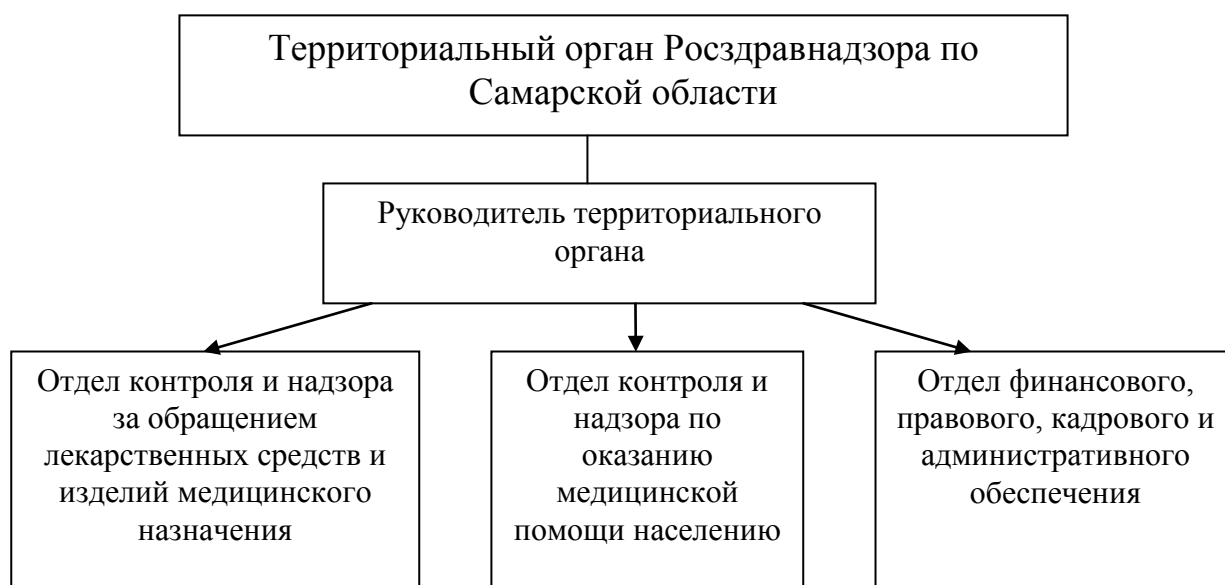 Территориальный орган Росздравнадзора по
Самарской области
Руководитель территориального
органа
Отдел контроля и надзора
за обращением
лекарственных средств и
изделий медицинского
назначения
Отдел контроля и
надзора по
оказанию
медицинской
помощи населению
Отдел финансового,
правового, кадрового и
административного
обеспечения